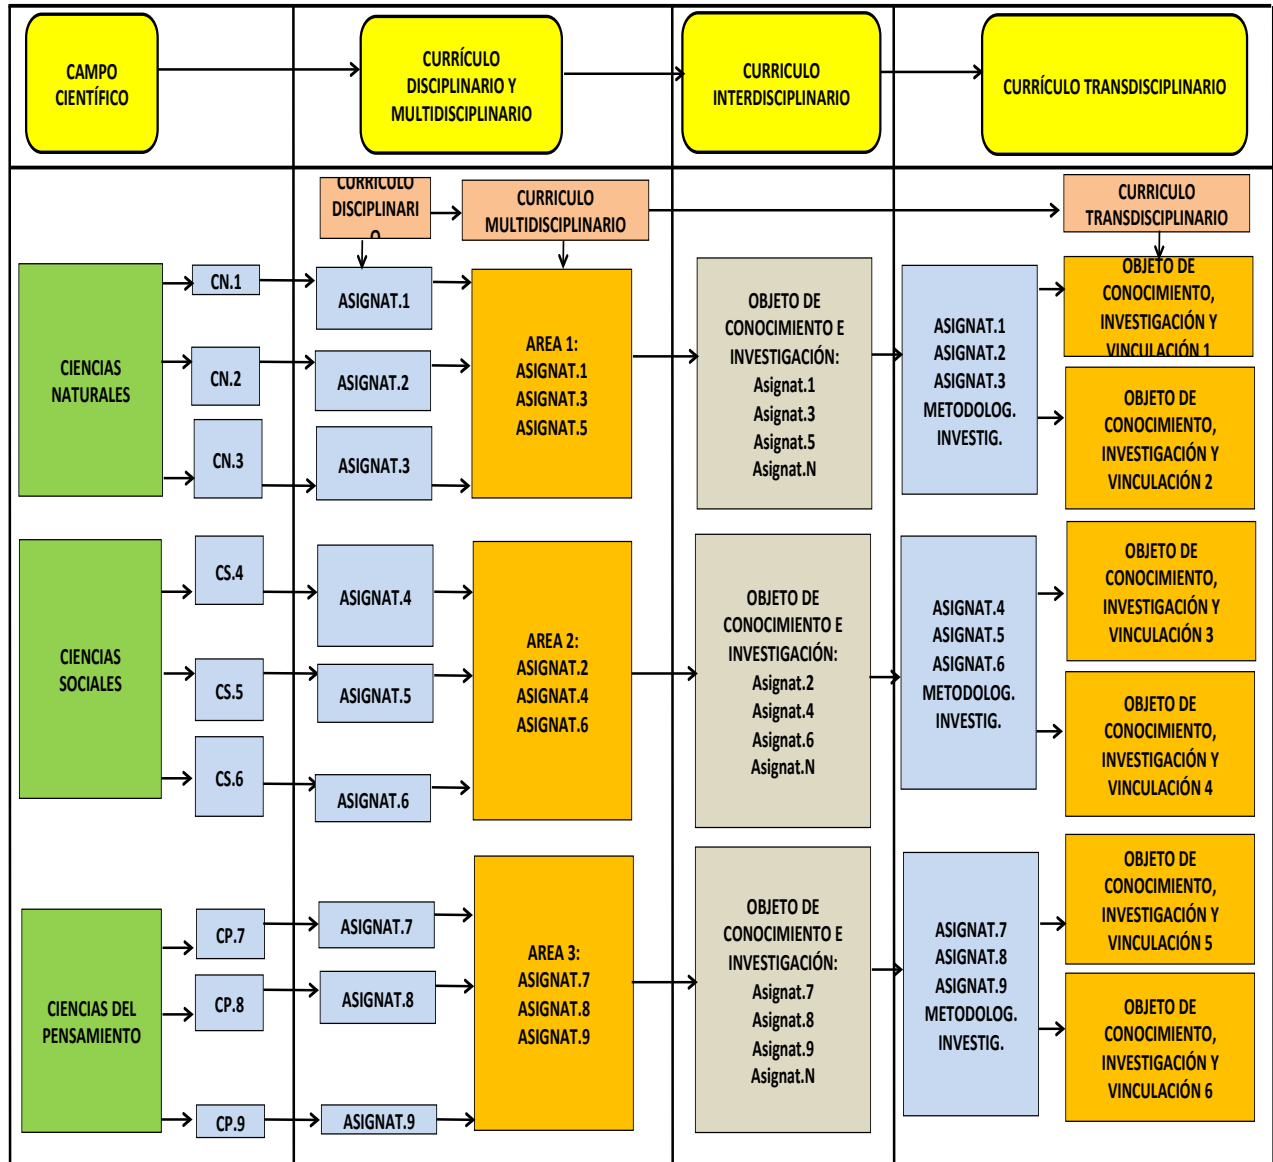 CAMPO
CIENTÍFICO
CURRÍCULO
DISCIPLINARIO Y
MULTIDISCIPLINARIO
CURRICULO
INTERDISCIPLINARIO
CURRÍCULO TRANSDISCIPLINARIO
CURRICULO
DISCIPLINARI
O
CURRICULO
MULTIDISCIPLINARIO
CURRICULO
TRANSDISCIPLINARIO
CIENCIAS
NATURALES
CN.1
CN.2
CN.3
ASIGNAT.1
ASIGNAT.2
ASIGNAT.3
AREA 1:
ASIGNAT.1
ASIGNAT.3
ASIGNAT.5
OBJETO DE
CONOCIMIENTO E
INVESTIGACIÓN:
Asignat.1
Asignat.3
Asignat.5
Asignat.N
ASIGNAT.1
ASIGNAT.2
ASIGNAT.3
METODOLOG.
INVESTIG.
OBJETO DE
CONOCIMIENTO,
INVESTIGACIÓN Y
VINCULACIÓN 1
OBJETO DE
CONOCIMIENTO,
INVESTIGACIÓN Y
VINCULACIÓN 2
CIENCIAS
SOCIALES
CS.4
CS.5
CS.6
ASIGNAT.4
ASIGNAT.5
ASIGNAT.6
AREA 2:
ASIGNAT.2
ASIGNAT.4
ASIGNAT.6
OBJETO DE
CONOCIMIENTO E
INVESTIGACIÓN:
Asignat.2
Asignat.4
Asignat.6
Asignat.N
ASIGNAT.4
ASIGNAT.5
ASIGNAT.6
METODOLOG.
INVESTIG.
OBJETO DE
CONOCIMIENTO,
INVESTIGACIÓN Y
VINCULACIÓN 3
OBJETO DE
CONOCIMIENTO,
INVESTIGACIÓN Y
VINCULACIÓN 4
CIENCIAS DEL
PENSAMIENTO
CP.7
CP.8
CP.9
ASIGNAT.7
ASIGNAT.8
ASIGNAT.9
AREA 3:
ASIGNAT.7
ASIGNAT.8
ASIGNAT.9
OBJETO DE
CONOCIMIENTO E
INVESTIGACIÓN:
Asignat.7
Asignat.8
Asignat.9
Asignat.N
ASIGNAT.7
ASIGNAT.8
ASIGNAT.9
METODOLOG.
INVESTIG.
OBJETO DE
CONOCIMIENTO,
INVESTIGACIÓN Y
VINCULACIÓN 5
OBJETO DE
CONOCIMIENTO,
INVESTIGACIÓN Y
VINCULACIÓN 6